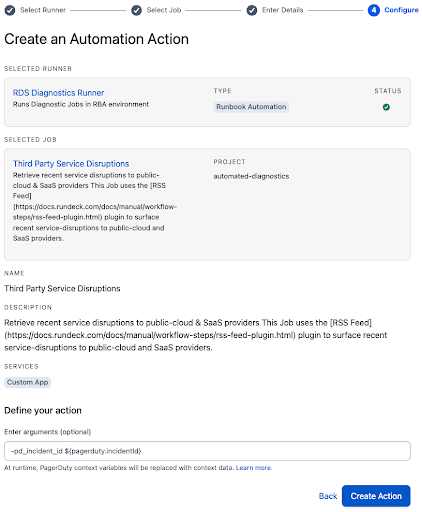 Select Runner
Select Job
Enter Details
4 Configure
Create an Automation Action
SELECTED RUNNER
RDS Diagnostics Runner
Runs Diagnostic Jobs in RBA environment
TYPE
Runbook Automation
STATUS
SELECTED JOB
Third Party Service Disruptions
Retrieve recent service disruptions to public-
cloud & SaaS providers This Job uses the [RSS
Feed]
(https://docs.rundeck.com/docs/manual/workflow-
steps/rss-feed-plugin.html) plugin to surface
recent service-disruptions to public-cloud and
SaaS providers.
PROJECT
automated-diagnostics
NAME
Third Party Service Disruptions
DESCRIPTION
Retrieve recent service disruptions to public-cloud & SaaS providers This Job uses the [RSS Feed]
(https://docs.rundeck.com/docs/manual/workflow-steps/rss-feed-plugin.html) plugin to surface recent
service-disruptions to public-cloud and SaaS providers.
SERVICES
Custom App
Define your action
Enter arguments (optional)
-pd_incident_id ${pagerduty.incidentId}
At runtime, PagerDuty context variables will be replaced with context data. Learn more.
Back
Create Action